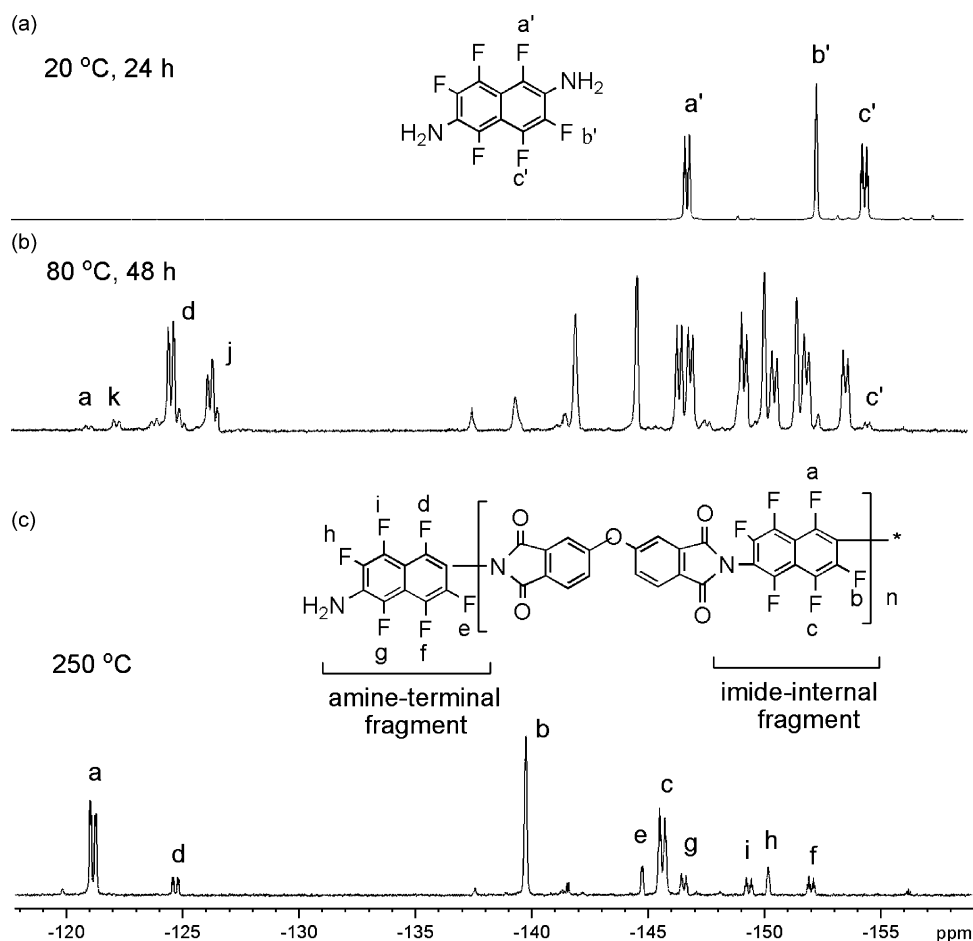 (a)
20 °C, 24 h
a'
F F F
NH₂
H₂N
F F F b'
c'
a'
b'
c'
(b)
80 °C, 48 h
a k d j
c'
(c)
250 °C
i d
h F F F
H₂N
F F F
g f e
N O O O O O N
a
F F F
F F F
c b
n
*
amine-terminal
fragment
imide-internal
fragment
a d b e c g i h f
-120 -125 -130 -135 -140 -145 -150 -155 ppm